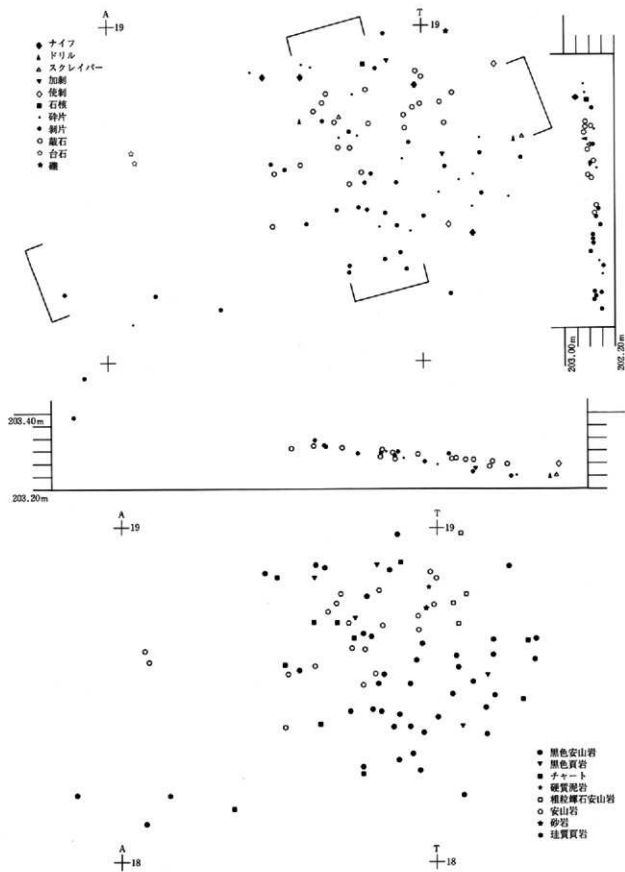 A
19
T
19
ナイフ
ドリル
スクレイパー
加剝
使剝
石核
砕片
剝片
敲石
台石
礫
203.00m
202.20m
203.40m
203.20m
A
19
T
19
黒色安山岩
黒色頁岩
チャート
硬質泥岩
粗粒輝石安山岩
安山岩
砂岩
珪質頁岩
A
18
T
18